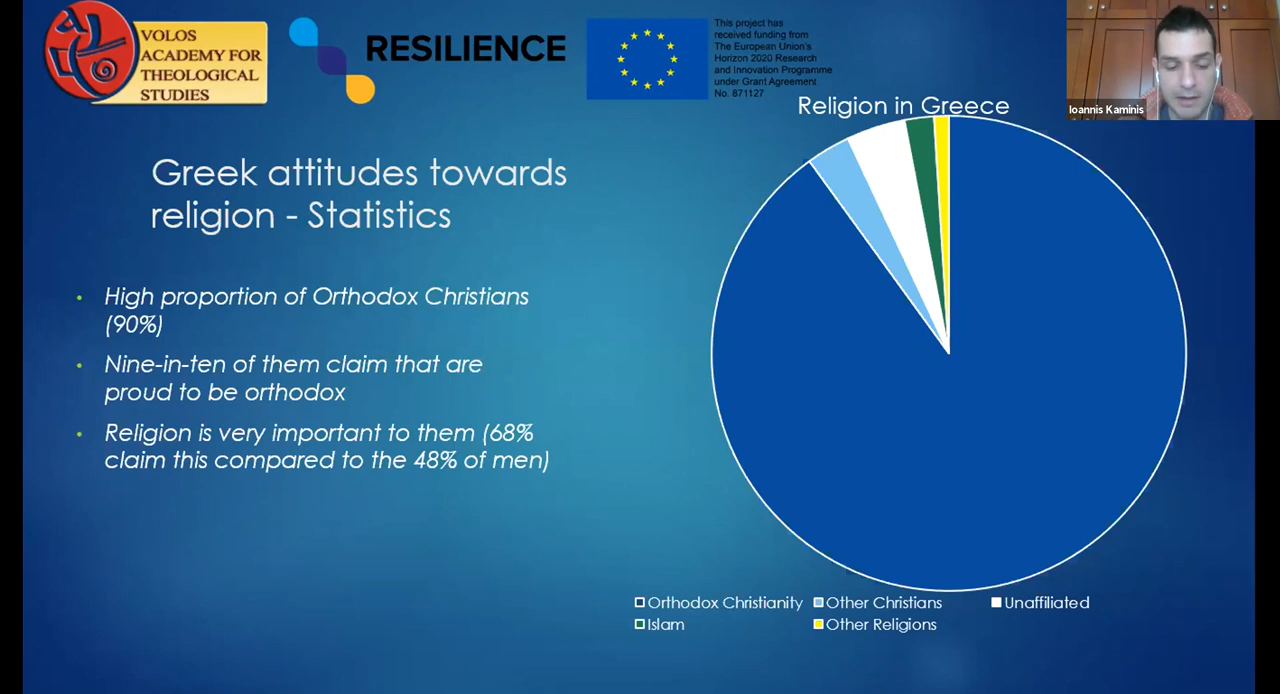 VOLOS
ACADEMY FOR
THEOLOGICAL
STUDIES
RESILIENCE
This project has
received funding from
The European Union's
Horizon 2020 Research
and Innovation Programme
under Grant Agreement
No. 871127
Ioannis Kaminis
Greek attitudes towards
religion - Statistics
• High proportion of Orthodox Christians
(90%)
• Nine-in-ten of them claim that are
proud to be orthodox
• Religion is very important to them (68%
claim this compared to the 48% of men)
Religion in Greece
Orthodox Christianity Other Christians Unaffiliated
Islam Other Religions